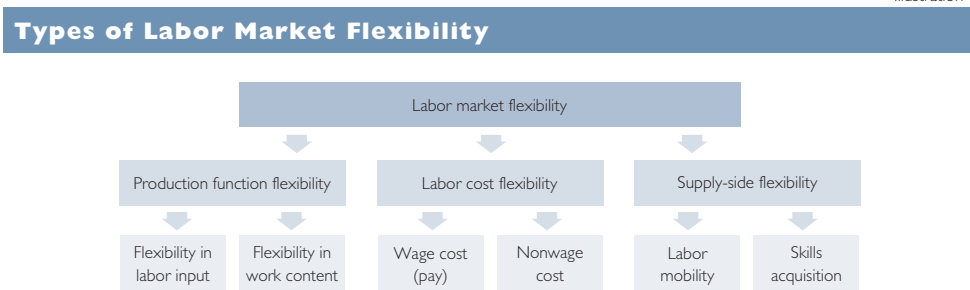 Types of Labor Market Flexibility
Labor market flexibility
Production function flexibility
Labor cost flexibility
Supply-side flexibility
Flexibility in
labor input
Flexibility in
work content
Wage cost
(pay)
Nonwage
cost
Labor
mobility
Skills
acquisition